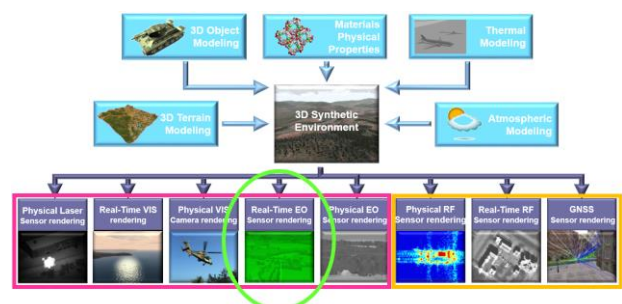 3D Object
Modeling
Materials
Physical
Properties
Thermal
Modeling
3D Terrain
Modeling
3D Synthetic
Environment
Atmospheric
Modeling
Physical Laser
Sensor rendering
Real-Time VIS
rendering
Physical VIS
Camera rendering
Real-Time EO
Sensor rendering
Physical EO
Sensor rendering
Physical RF
Sensor rendering
Real-Time RF
Sensor rendering
GNSS
Sensor rendering